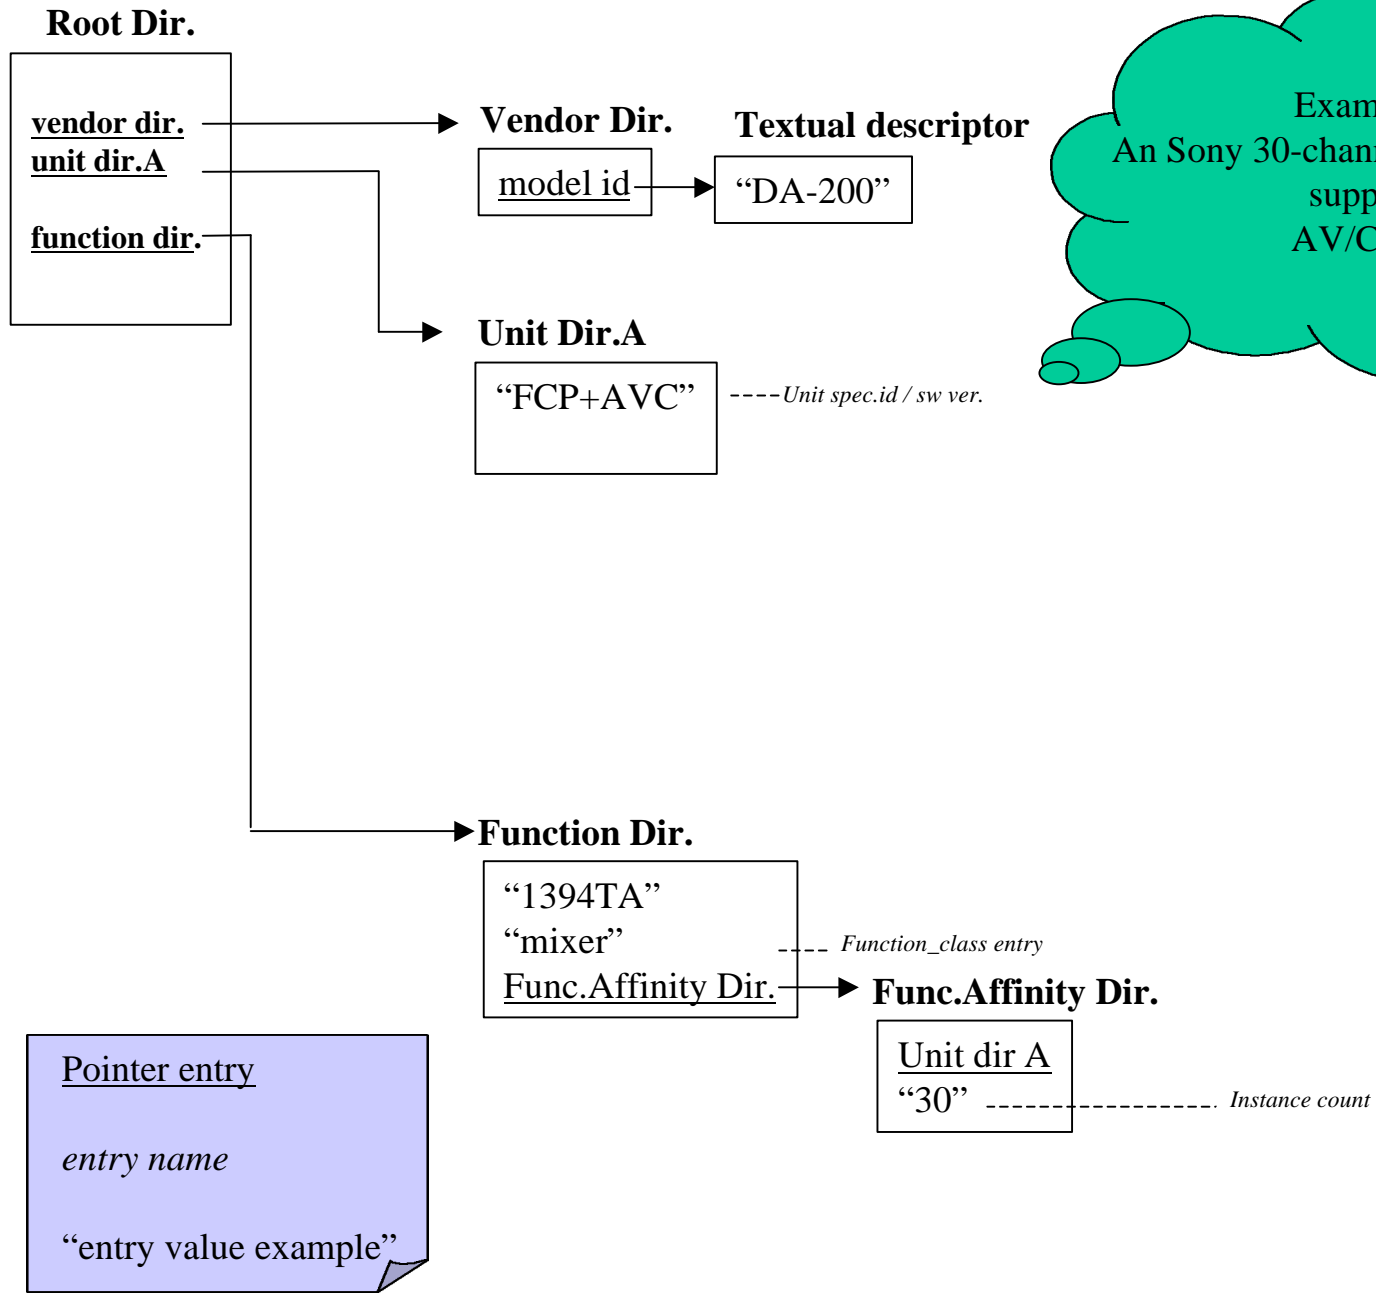 Root Dir.
vendor dir.
unit dir.A
function dir.
Vendor Dir.
model id
Textual descriptor
“DA-200”
An Sony 30-chann
supp
AV/C
Exam
Unit Dir.A
“FCP+AVC”
Unit spec.id / sw ver.
Function Dir.
“1394TA”
“mixer”
Func.Affinity Dir.
Function_class entry
Func.Affinity Dir.
Unit dir A
“30”
Instance count
Pointer entry
entry name
“entry value example”